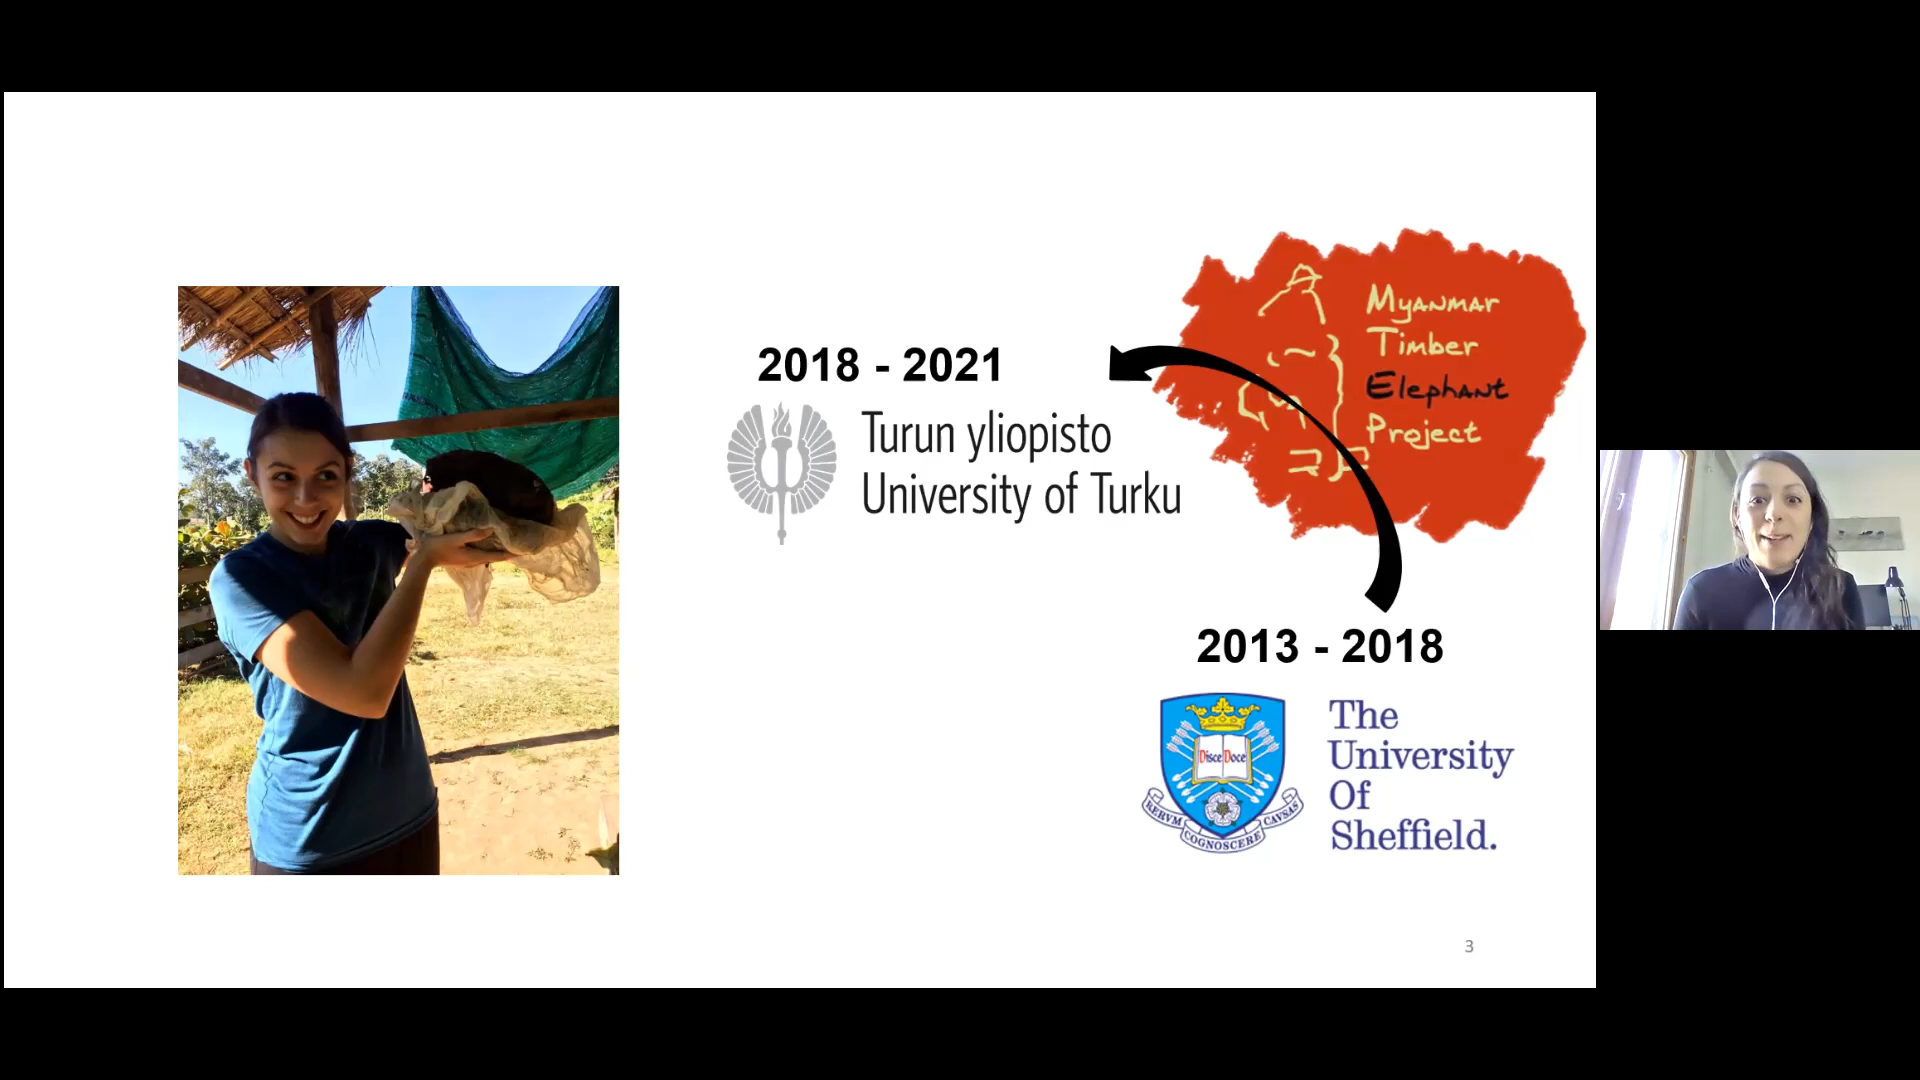 2018 - 2021
Turun yliopisto
University of Turku
Myanmar
Timber
Elephant
Project
2013 - 2018
Disce Doce
RERVM COGNOSCERE CAVSAS
The
University
Of
Sheffield.
3